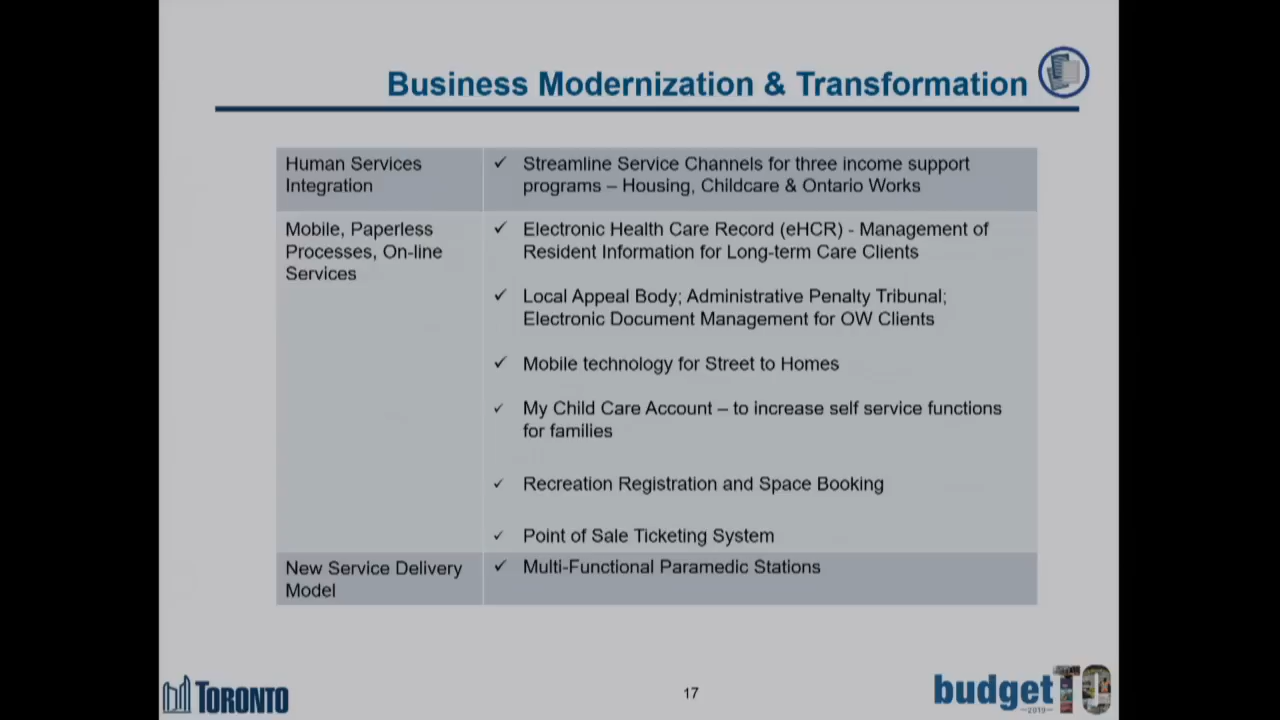 Business Modernization & Transformation
Human Services
Integration
✓ Streamline Service Channels for three income support
programs – Housing, Childcare & Ontario Works
Mobile, Paperless
Processes, On-line
Services
✓ Electronic Health Care Record (eHCR) - Management of
Resident Information for Long-term Care Clients
✓ Local Appeal Body; Administrative Penalty Tribunal;
Electronic Document Management for OW Clients
✓ Mobile technology for Street to Homes
✓ My Child Care Account – to increase self service functions
for families
✓ Recreation Registration and Space Booking
✓ Point of Sale Ticketing System
New Service Delivery
Model
✓ Multi-Functional Paramedic Stations
TORONTO
17
budgetTO
—2019—